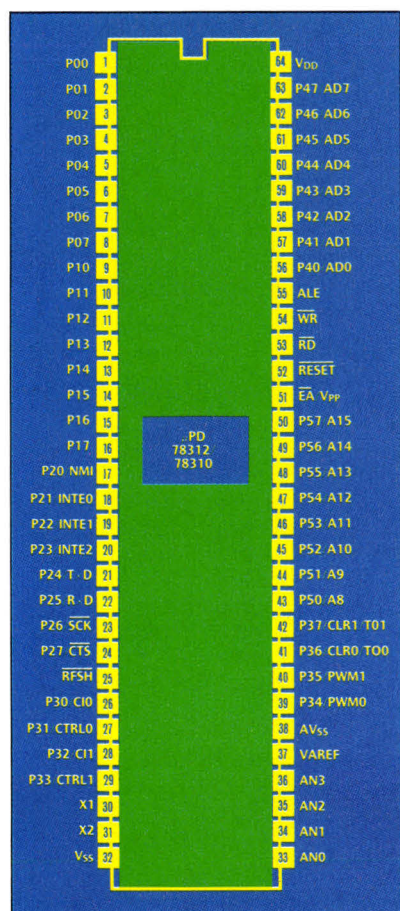 P00 1 64 VDD
P01 2 63 P47 AD7
P02 3 62 P46 AD6
P03 4 61 P45 AD5
P04 5 60 P44 AD4
P05 6 59 P43 AD3
P06 7 58 P42 AD2
P07 8 57 P41 AD1
P10 9 56 P40 AD0
P11 10 55 ALE
P12 11 54 W̅R̅
P13 12 53 R̅D̅
P14 13 52 R̅E̅S̅E̅T̅
P15 14 51 E̅A̅ VPP
P16 15 50 P57 A15
P17 16 49 P56 A14
P20 NMI 17 48 P55 A13
P21 INTE0 18 47 P54 A12
P22 INTE1 19 46 P53 A11
P23 INTE2 20 45 P52 A10
P24 T·D 21 44 P51 A9
P25 R·D 22 43 P50 A8
P26 S̅C̅K̅ 23 42 P37 CLR1 T01
P27 C̅T̅S̅ 24 41 P36 CLR0 TO0
R̅F̅S̅H̅ 25 40 P35 PWM1
P30 CI0 26 39 P34 PWM0
P31 CTRL0 27 38 AVSS
P32 CI1 28 37 VAREF
P33 CTRL1 29 36 AN3
X1 30 35 AN2
X2 31 34 AN1
VSS 32 33 AN0
..PD
78312
78310